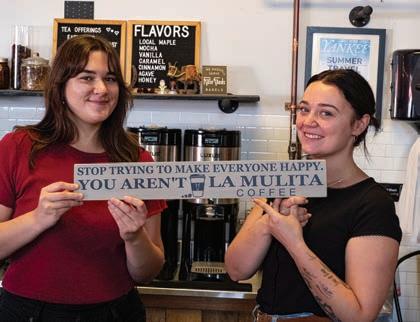 TEA OFFERINGS
FLAVORS
LOCAL MAPLE
MOCHA
VANILLA
CARAMEL
CINNAMON
AGAVE
HONEY
YANKEE
SUMMER
TRAVEL
STOP TRYING TO MAKE EVERYONE HAPPY.
YOU AREN'T LA MULITA
COFFEE